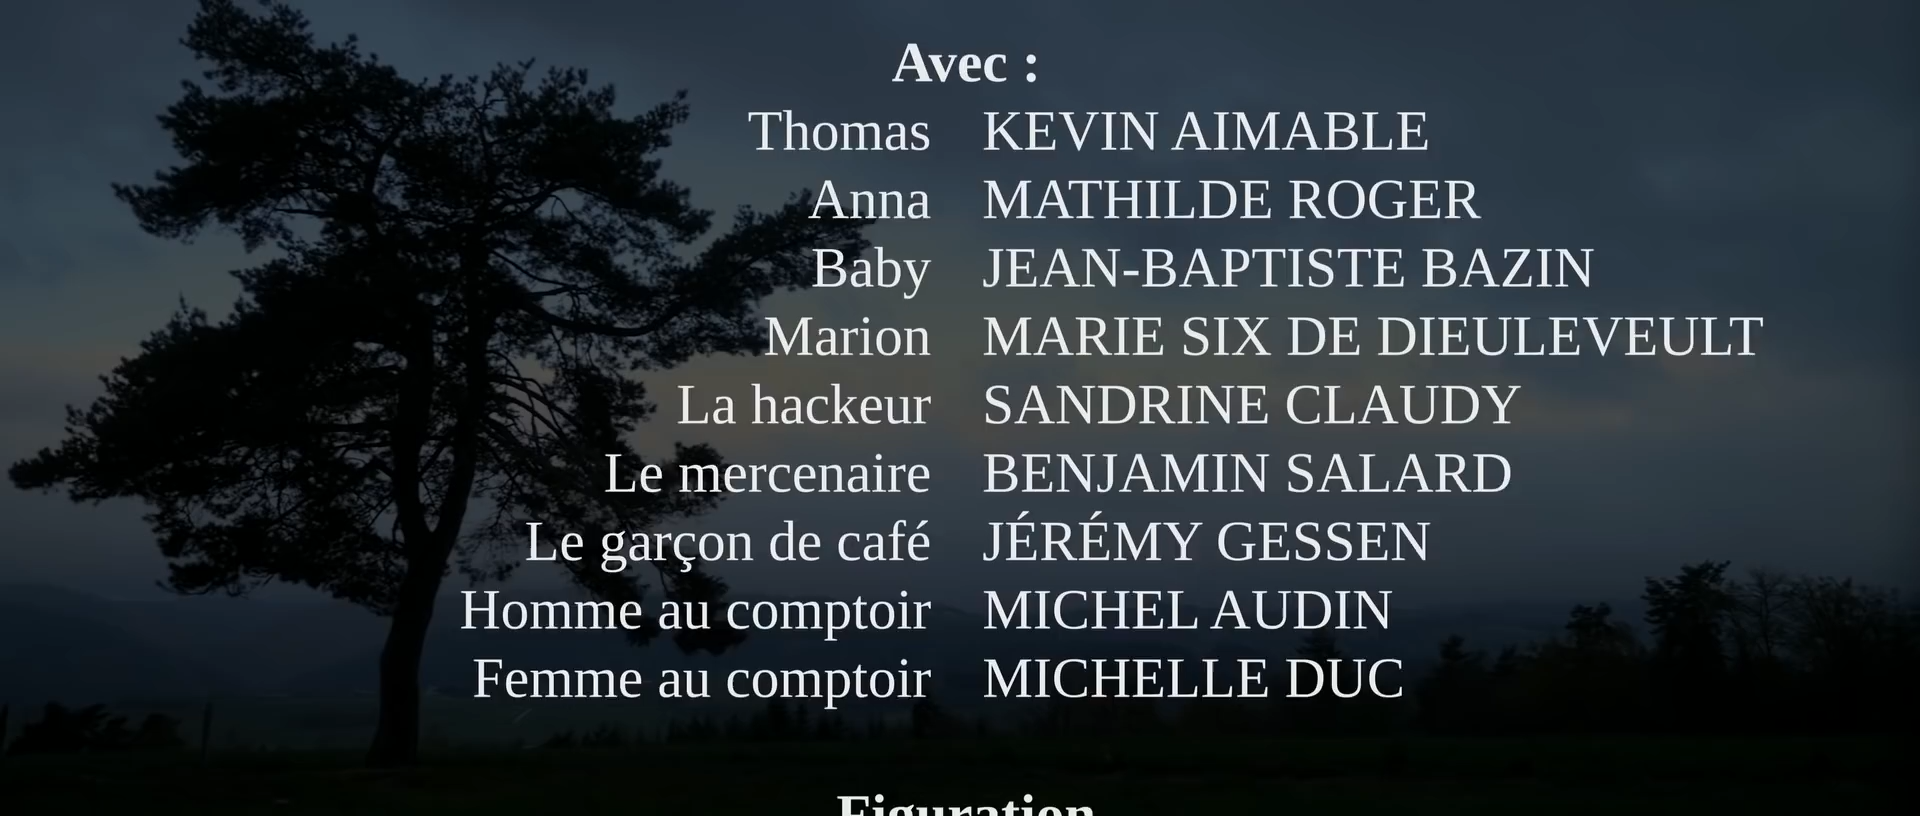 Avec :
Thomas KEVIN AIMABLE
Anna MATHILDE ROGER
Baby JEAN-BAPTISTE BAZIN
Marion MARIE SIX DE DIEULEVEULT
La hackeur SANDRINE CLAUDY
Le mercenaire BENJAMIN SALARD
Le garçon de café JÉRÉMY GESSEN
Homme au comptoir MICHEL AUDIN
Femme au comptoir MICHELLE DUC
Figuration